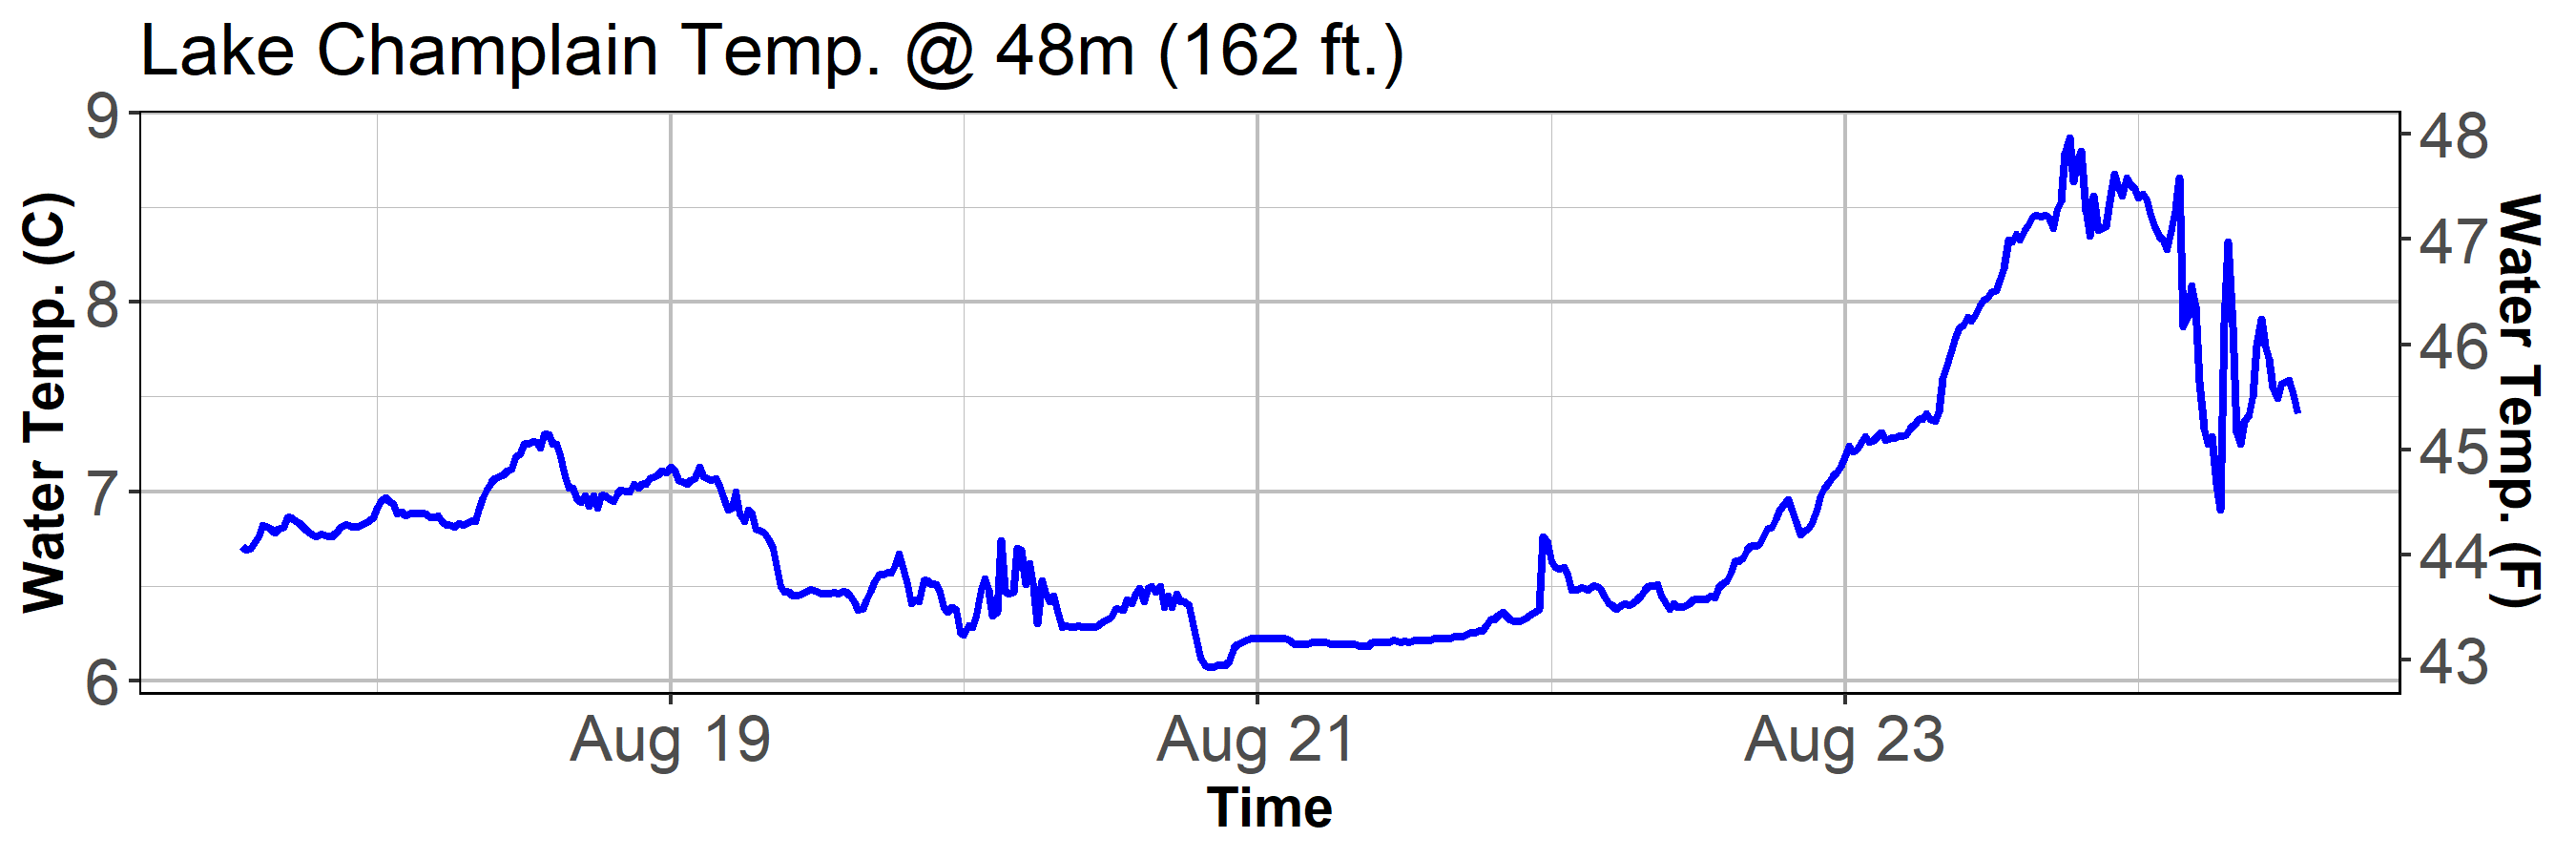 Lake Champlain Temp. @ 48m (162 ft.)
Water Temp. (C)
9
8
7
6
48
47
46
45
44
43
Water Temp. (F)
Aug 19
Aug 21
Aug 23
Time